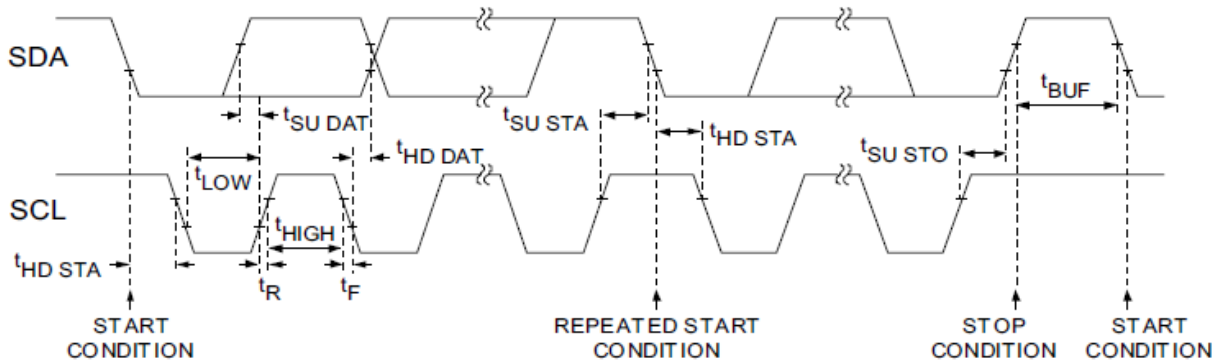 SDA
tSU DAT
tHD DAT
tSU STA
tHD STA
tBUF
tSU STO
tLOW
SCL
tHIGH
tHD STA
tR
tF
START
CONDITION
REPEATED START
CONDITION
STOP
CONDITION
START
CONDITION